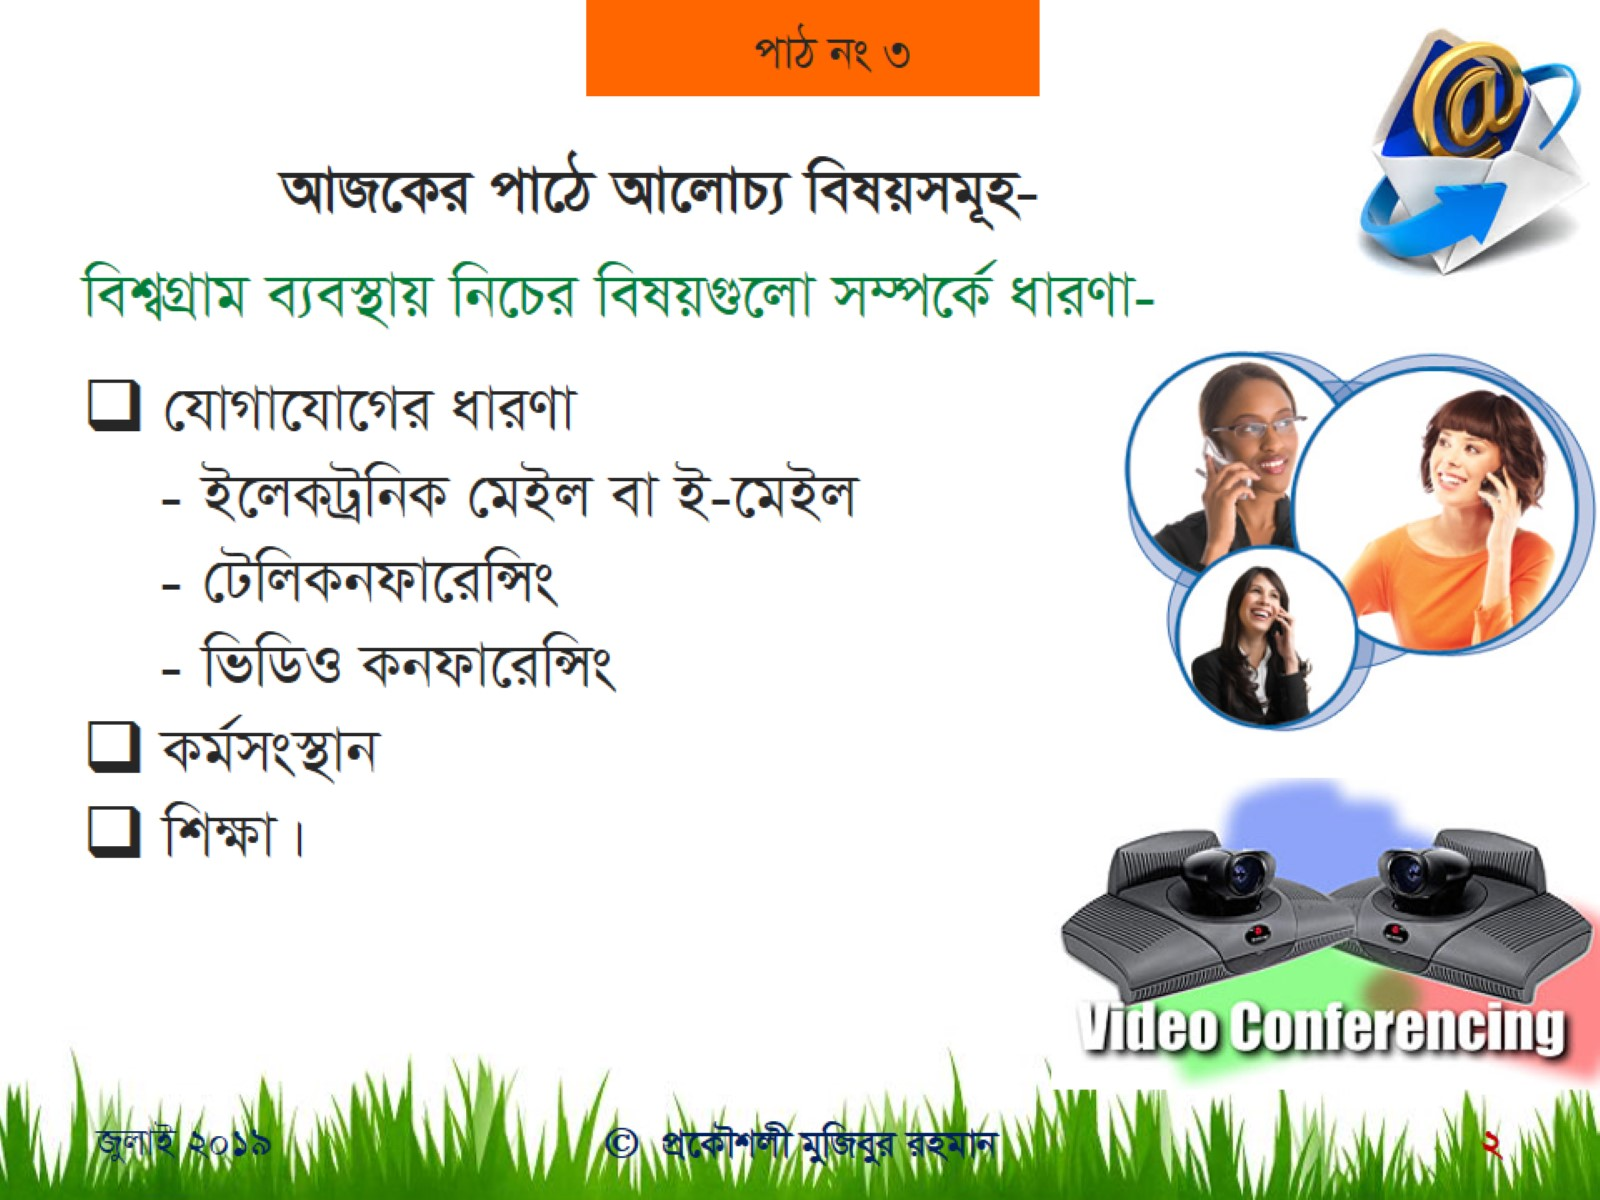 পাঠ নং ৩
আজকের পাঠে আলোচ্য বিষয়সমূহ-
বিশ্বগ্রাম ব্যবস্থায় নিচের বিষয়গুলো সম্পর্কে ধারণা-
❑ যোগাযোগের ধারণা
- ইলেকট্রনিক মেইল বা ই-মেইল
- টেলিকনফারেন্সিং
- ভিডিও কনফারেন্সিং
❑ কর্মসংস্থান
❑ শিক্ষা।
Video Conferencing
জুলাই ২০১৯
© প্রকৌশলী মুজিবুর রহমান
২